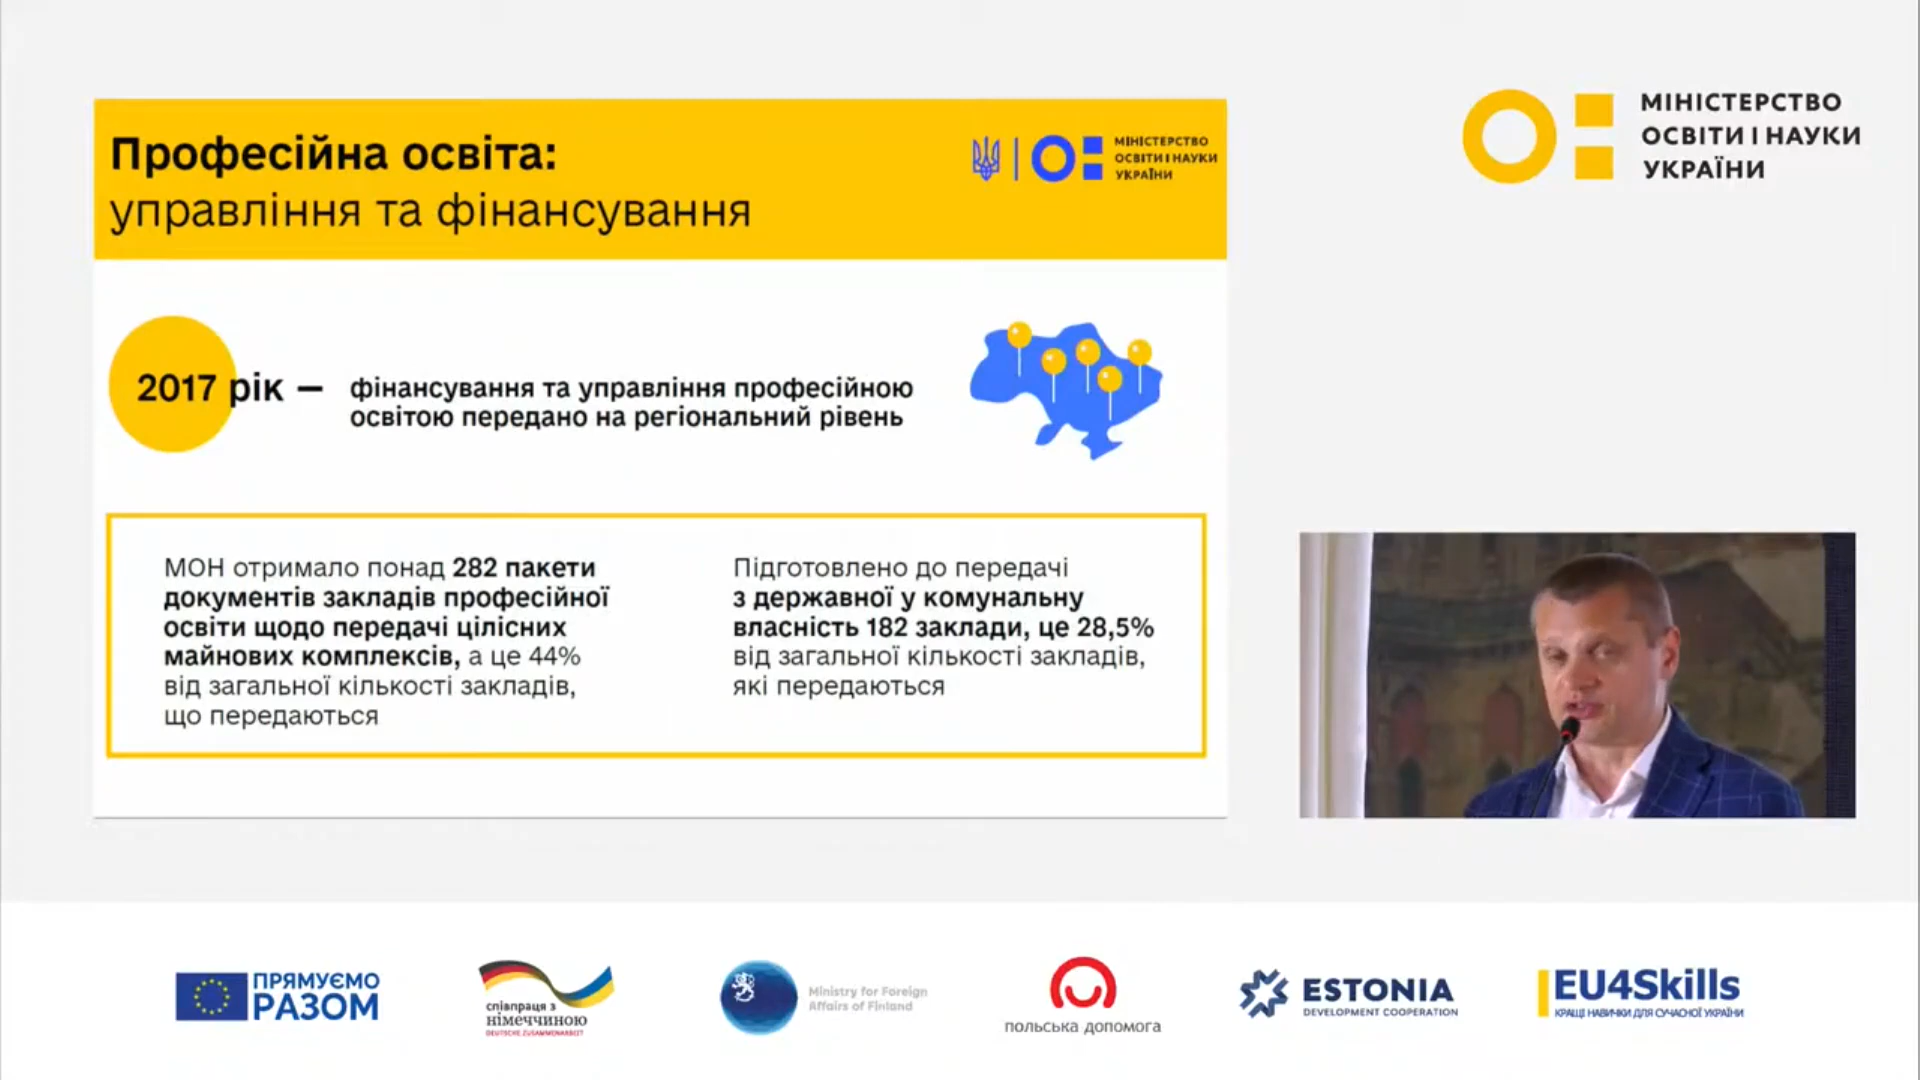 Професійна освіта:
управління та фінансування
МІНІСТЕРСТВО
ОСВІТИ І НАУКИ
УКРАЇНИ
МІНІСТЕРСТВО
ОСВІТИ І НАУКИ
УКРАЇНИ
2017 рік –
фінансування та управління професійною
освітою передано на регіональний рівень
МОН отримало понад 282 пакети
документів закладів професійної
освіти щодо передачі цілісних
майнових комплексів, а це 44%
від загальної кількості закладів,
що передаються
Підготовлено до передачі
з державної у комунальну
власність 182 заклади, це 28,5%
від загальної кількості закладів,
які передаються
ПРЯМУЄМО
РАЗОМ
співпраця з
німеччиною
DEUTSCHE ZUSAMMENARBEIT
Ministry for Foreign
Affairs of Finland
польська допомога
ESTONIA
DEVELOPMENT COOPERATION
EU4Skills
КРАЩІ НАВИЧКИ ДЛЯ СУЧАСНОЇ УКРАЇНИ